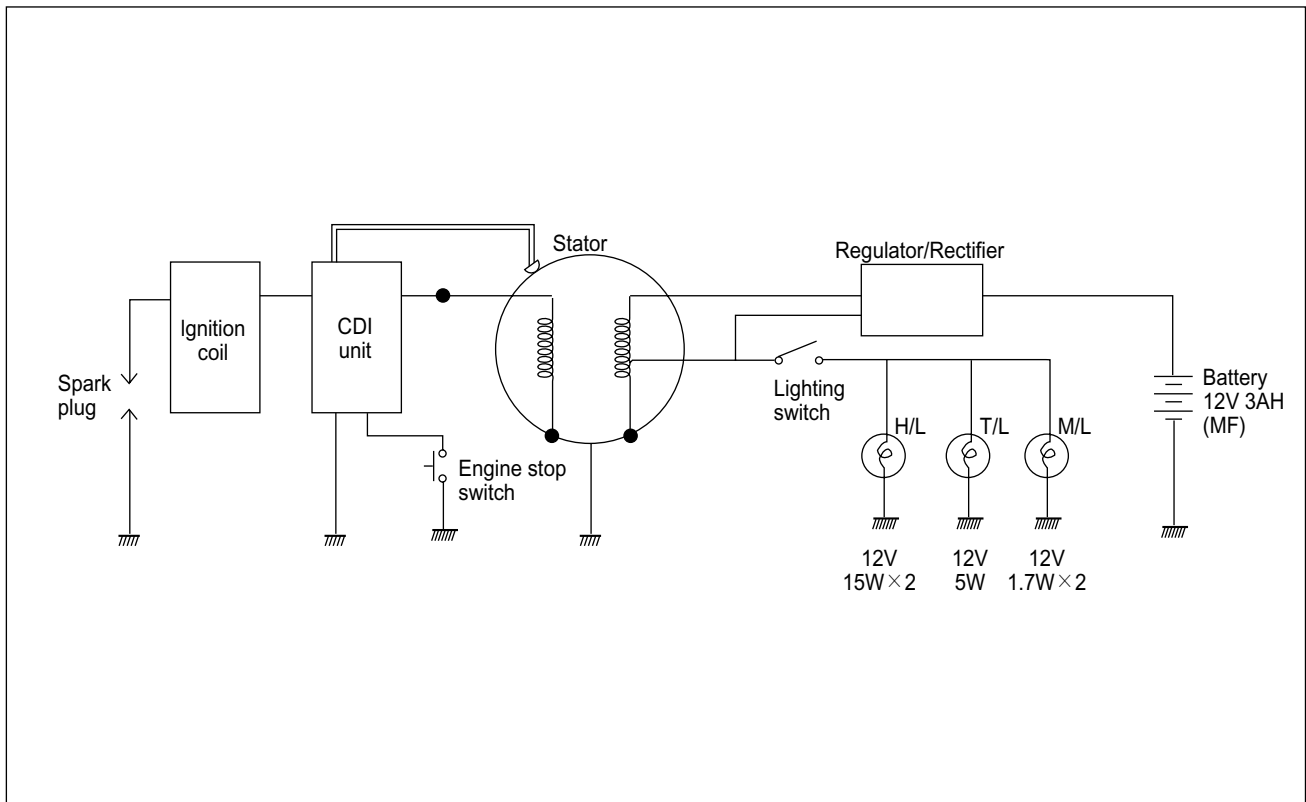 Stator
Regulator/Rectifier
Ignition
coil
CDI
unit
Spark
plug
Lighting
switch
Battery
12V 3AH
(MF)
H/L
T/L
M/L
Engine stop
switch
12V
15W×2
12V
5W
12V
1.7W×2